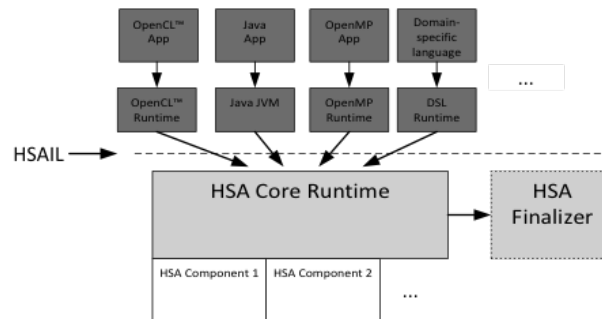 OpenCL™
App
Java
App
OpenMP
App
Domain-
specific
language
...
OpenCL™
Runtime
Java JVM
OpenMP
Runtime
DSL
Runtime
HSAIL
HSA Core Runtime
HSA
Finalizer
HSA Component 1
HSA Component 2
...